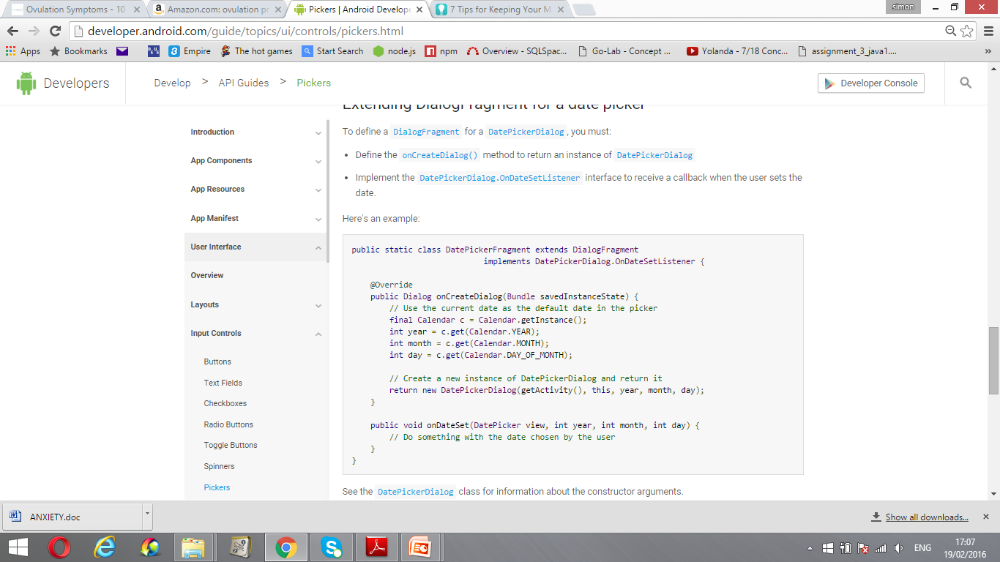 Ovulation Symptoms - 10
Amazon.com: ovulation pr
Pickers | Android Develope
7 Tips for Keeping Your M
simon
developer.android.com/guide/topics/ui/controls/pickers.html
Apps
Bookmarks
Empire
The hot games
Start Search
node.js
npm
Overview - SQLSpac...
Go-Lab - Concept ...
Yolanda - 7/18 Conc...
assignment_3_java1....
»
Developers
Develop > API Guides > Pickers
Developer Console
Extending DialogFragment for a date picker
Introduction
App Components
App Resources
App Manifest
User Interface
Overview
Layouts
Input Controls
Buttons
Text Fields
Checkboxes
Radio Buttons
Toggle Buttons
Spinners
Pickers
To define a DialogFragment for a DatePickerDialog, you must:
• Define the onCreateDialog() method to return an instance of DatePickerDialog
• Implement the DatePickerDialog.OnDateSetListener interface to receive a callback when the user sets the
date.
Here's an example:
public static class DatePickerFragment extends DialogFragment
implements DatePickerDialog.OnDateSetListener {
@Override
public Dialog onCreateDialog(Bundle savedInstanceState) {
// Use the current date as the default date in the picker
final Calendar c = Calendar.getInstance();
int year = c.get(Calendar.YEAR);
int month = c.get(Calendar.MONTH);
int day = c.get(Calendar.DAY_OF_MONTH);
// Create a new instance of DatePickerDialog and return it
return new DatePickerDialog(getActivity(), this, year, month, day);
}
public void onDateSet(DatePicker view, int year, int month, int day) {
// Do something with the date chosen by the user
}
}
See the DatePickerDialog class for information about the constructor arguments.
ANXIETY.doc
Show all downloads...
ENG
17:07
19/02/2016